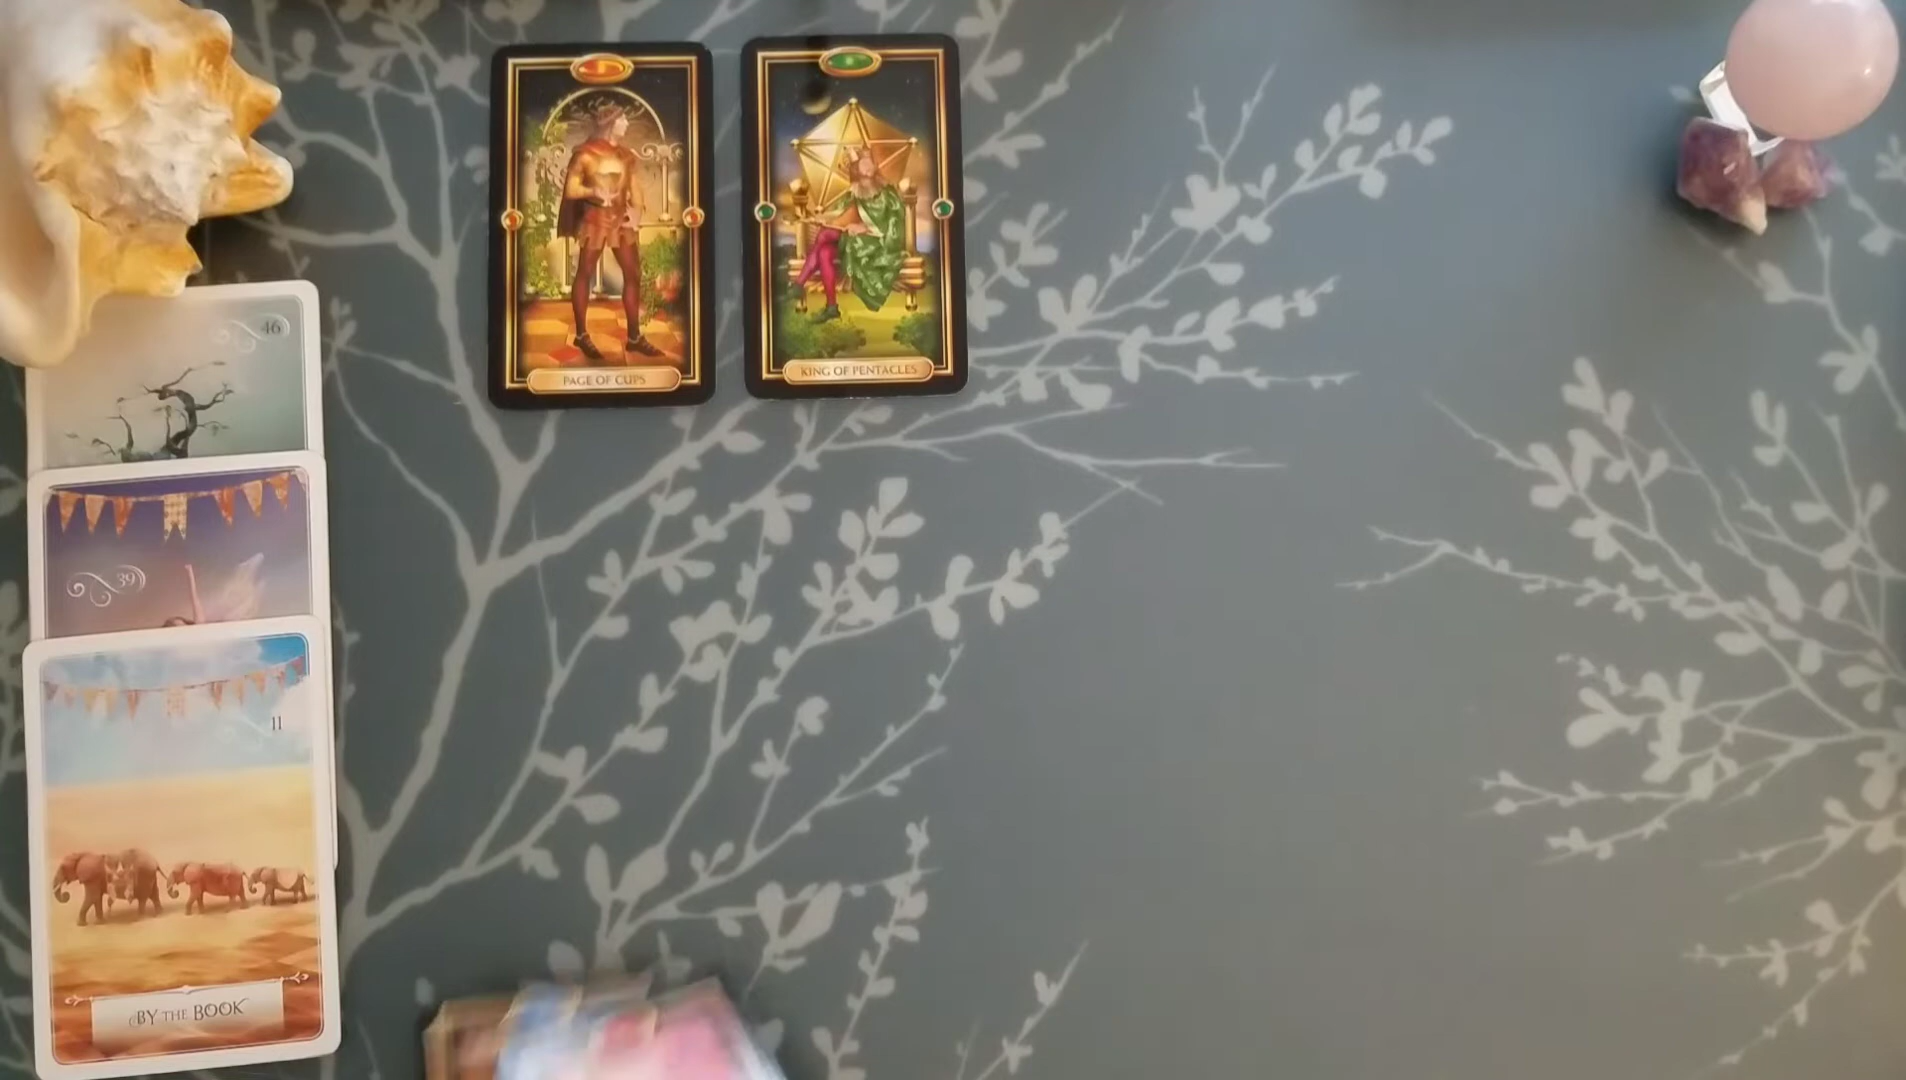 PAGE OF CUPS
KING OF PENTACLES
46
39
11
BY THE BOOK